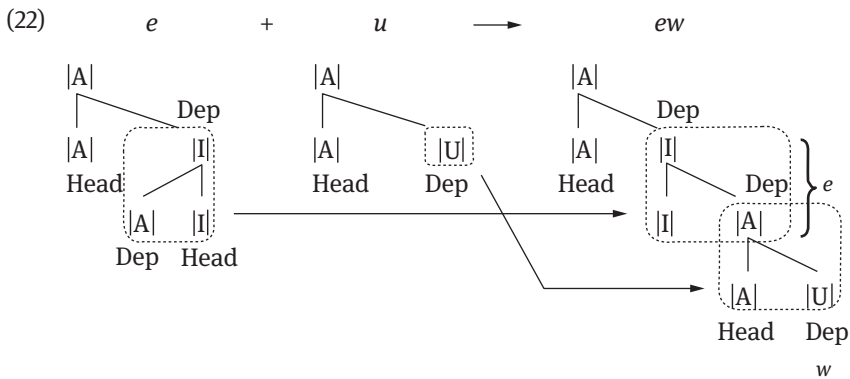 (22) e + u → ew
|A| |A| |A|
Dep Dep
|A| |I| |A| |U| |A| |I|
Head Head Dep Head Dep } e
|A| |I| |I| |A|
Dep Head
|A| |U|
Head Dep
w